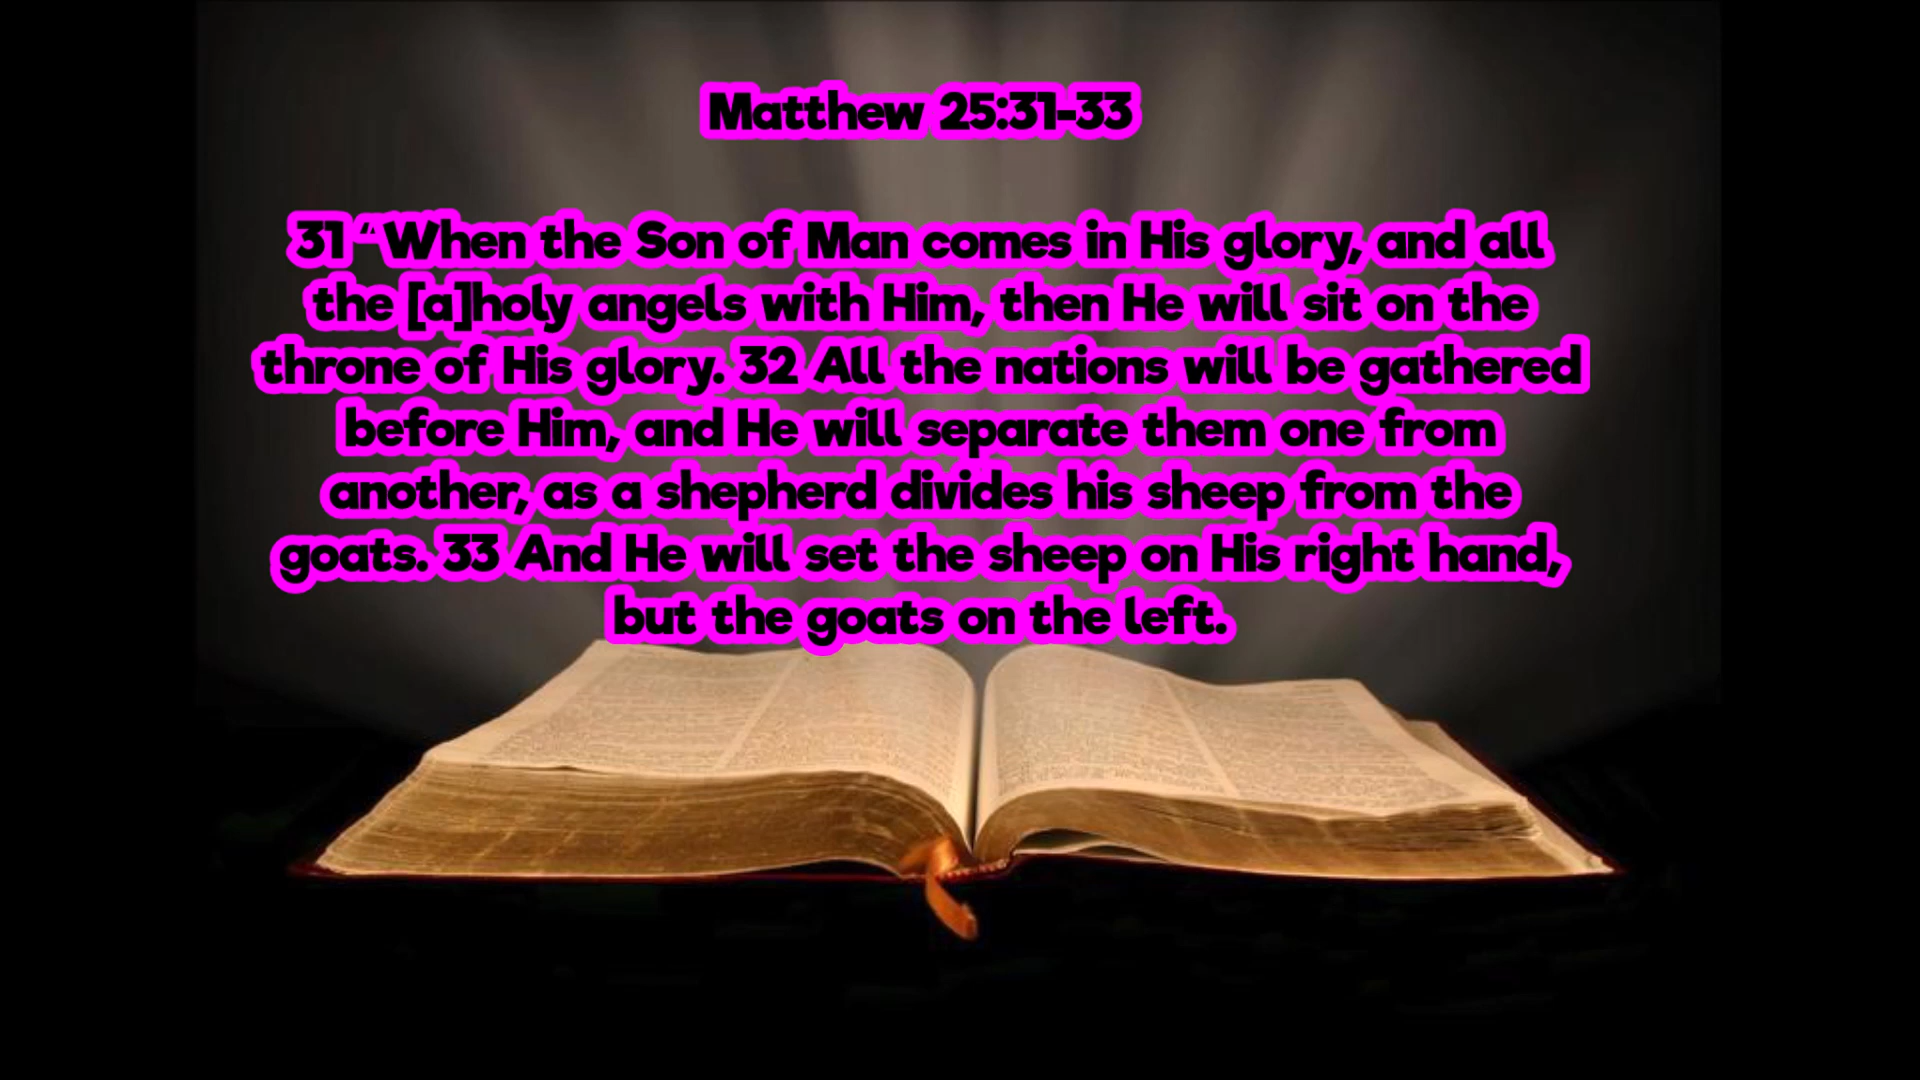 Matthew 25:31-33
31 “When the Son of Man comes in His glory, and all
the [a]holy angels with Him, then He will sit on the
throne of His glory. 32 All the nations will be gathered
before Him, and He will separate them one from
another, as a shepherd divides his sheep from the
goats. 33 And He will set the sheep on His right hand,
but the goats on the left.